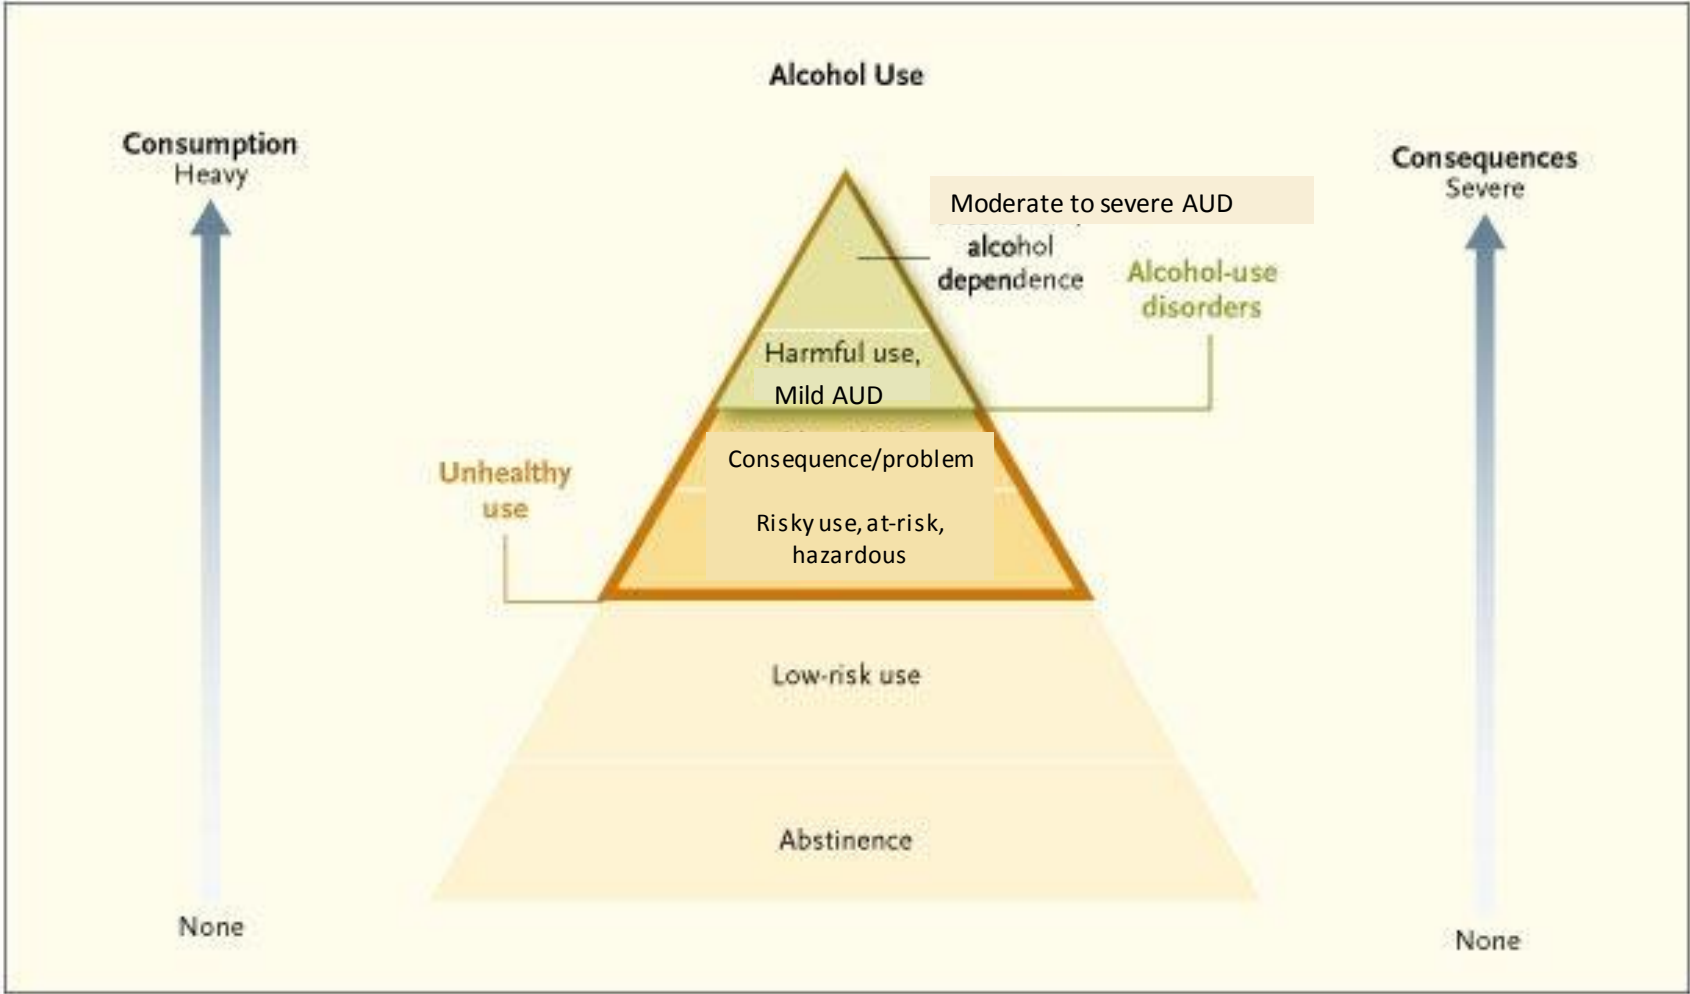 Alcohol Use
Consumption
Heavy
Consequences
Severe
Moderate to severe AUD
alcohol
dependence
Alcohol-use
disorders
Harmful use,
Mild AUD
Consequence/problem
Unhealthy
use
Risky use, at-risk,
hazardous
Low-risk use
Abstinence
None
None